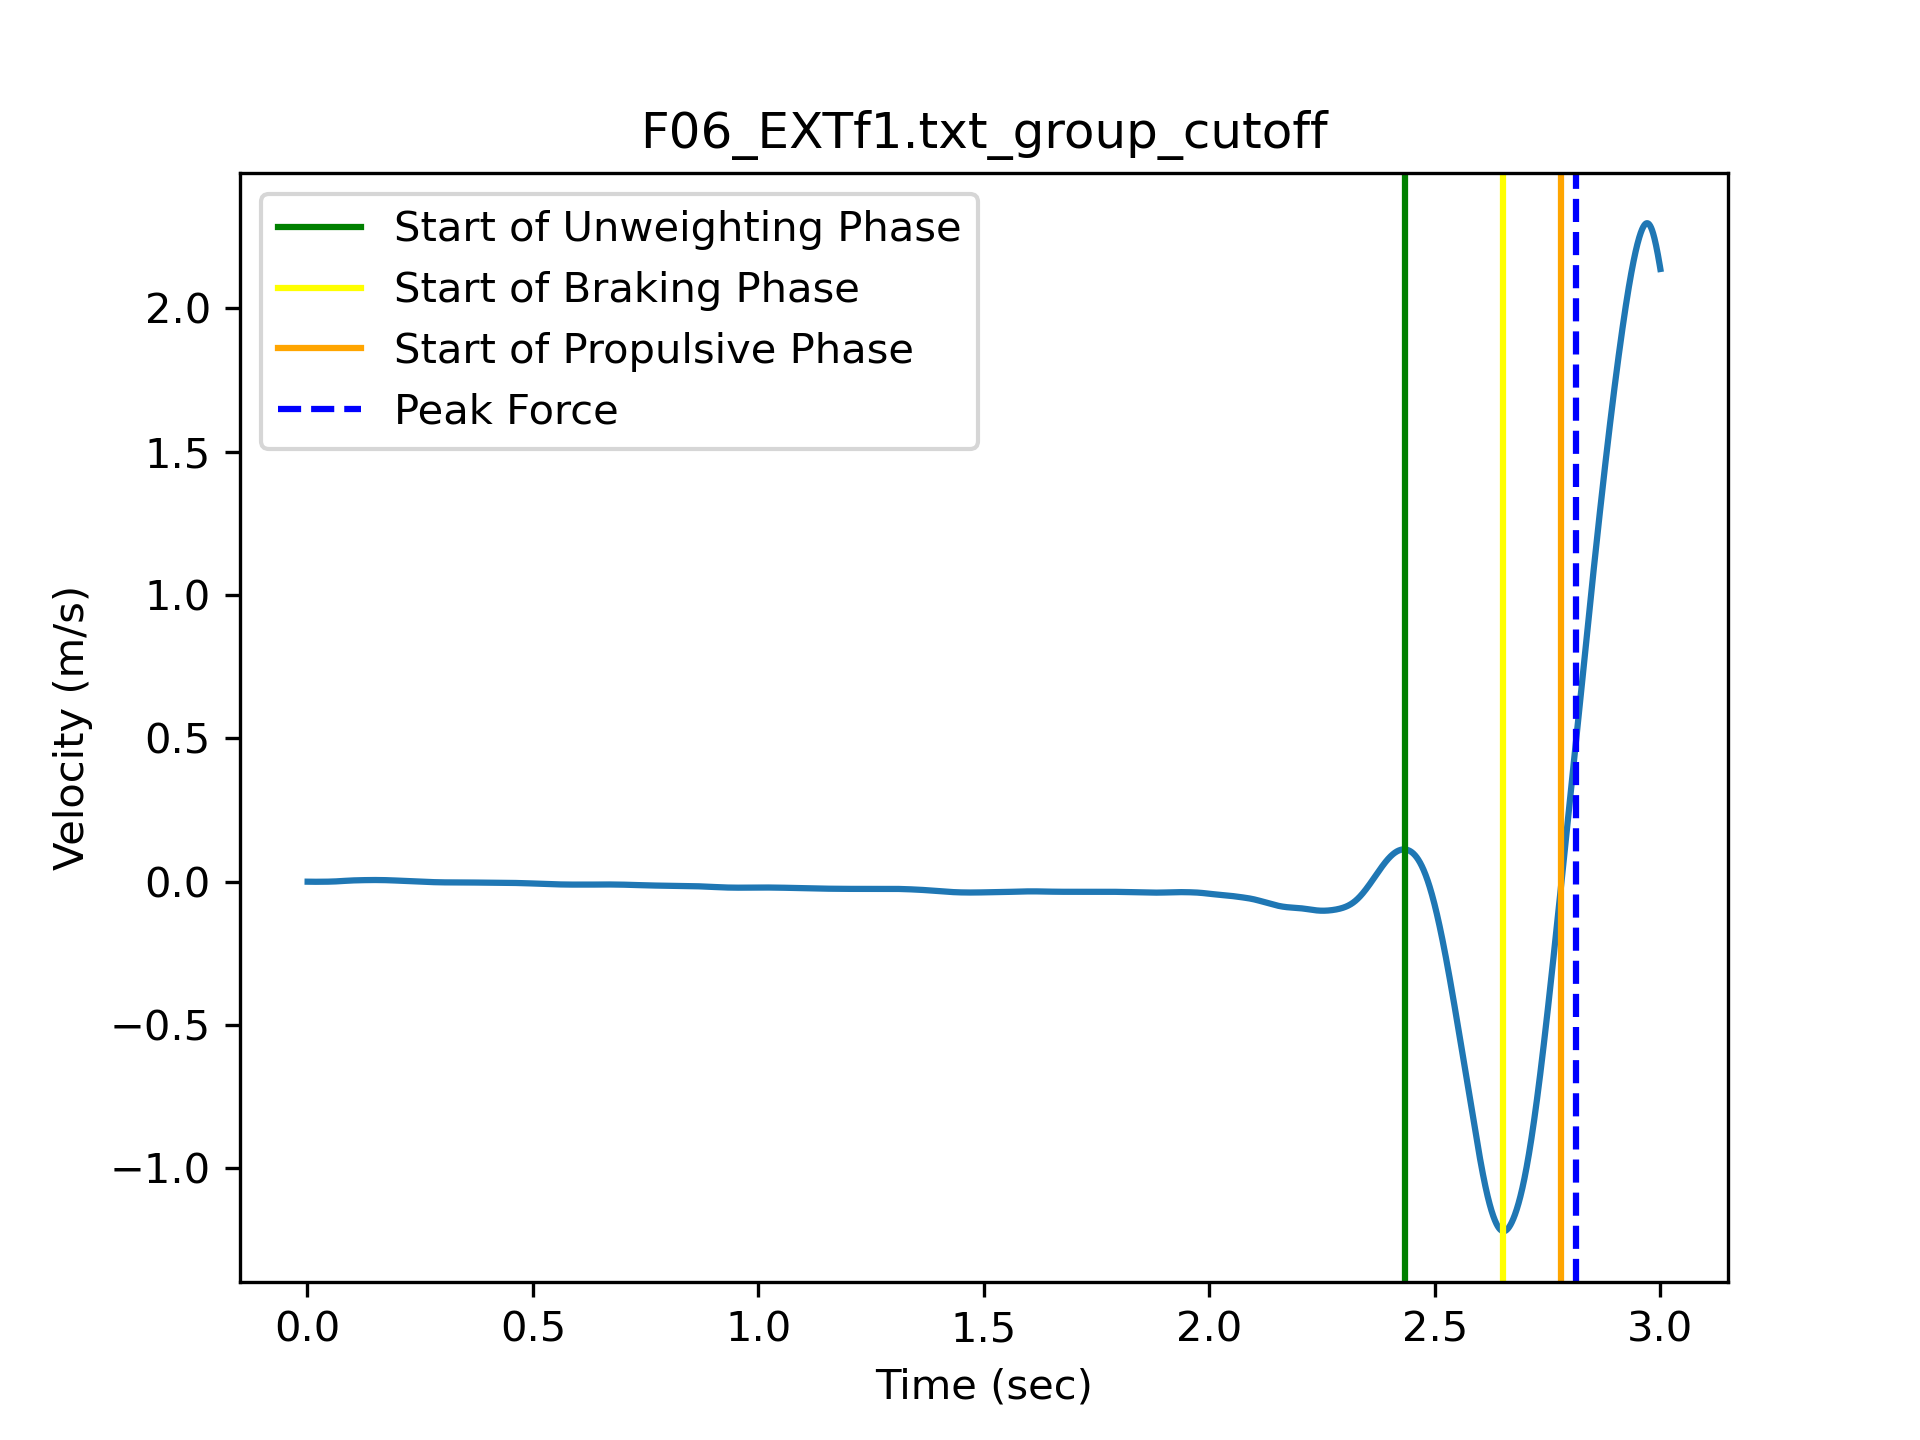 F06_EXTf1.txt_group_cutoff
Start of Unweighting Phase
Start of Braking Phase
Start of Propulsive Phase
Peak Force
2.0
1.5
1.0
0.5
0.0
−0.5
−1.0
Velocity (m/s)
0.0 0.5 1.0 1.5 2.0 2.5 3.0
Time (sec)